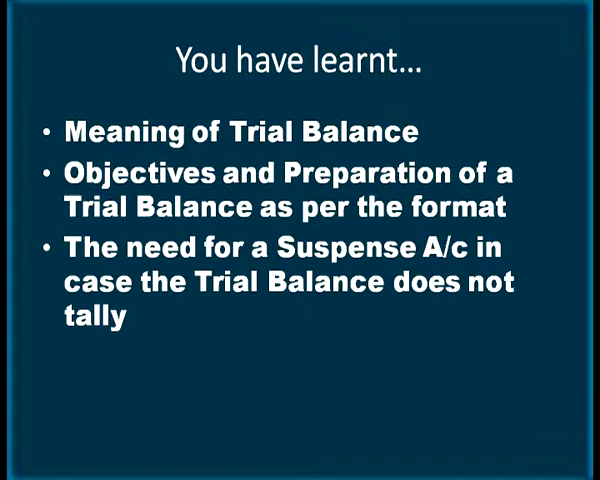 You have learnt...
• Meaning of Trial Balance
• Objectives and Preparation of a
Trial Balance as per the format
• The need for a Suspense A/c in
case the Trial Balance does not
tally